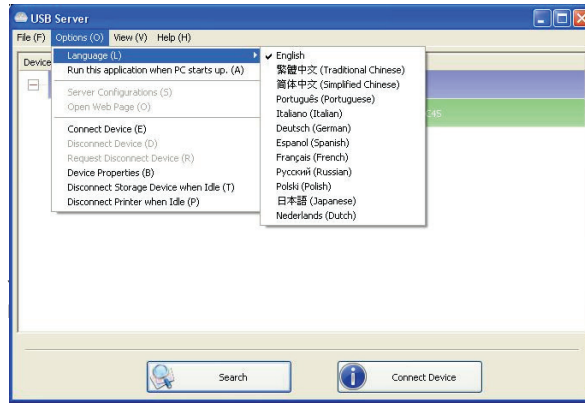 USB Server
File (F) Options (O) View (V) Help (H)
Device
Language (L)
Run this application when PC starts up. (A)
Server Configurations (S)
Open Web Page (O)
Connect Device (E)
Disconnect Device (D)
Request Disconnect Device (R)
Device Properties (B)
Disconnect Storage Device when Idle (T)
Disconnect Printer when Idle (P)
English
繁體中文 (Traditional Chinese)
简体中文 (Simplified Chinese)
Português (Portuguese)
Italiano (Italian)
Deutsch (German)
Espanol (Spanish)
Français (French)
Русский (Russian)
Polski (Polish)
日本語 (Japanese)
Nederlands (Dutch)
C45
Search
Connect Device